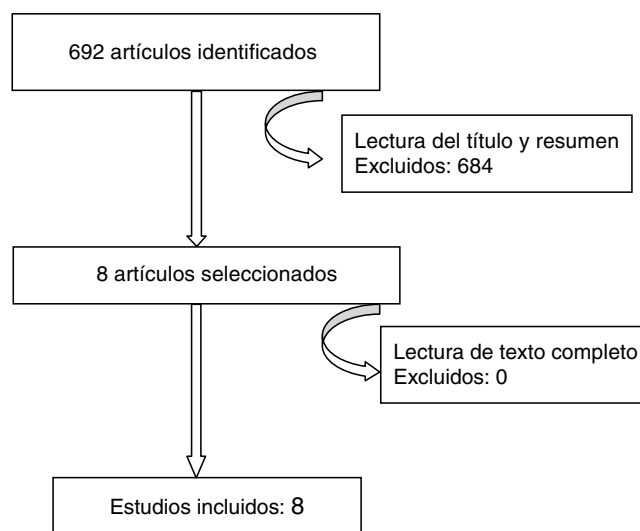 692 artículos identificados
Lectura del título y resumen
Excluidos: 684
8 artículos seleccionados
Lectura de texto completo
Excluidos: 0
Estudios incluidos: 8